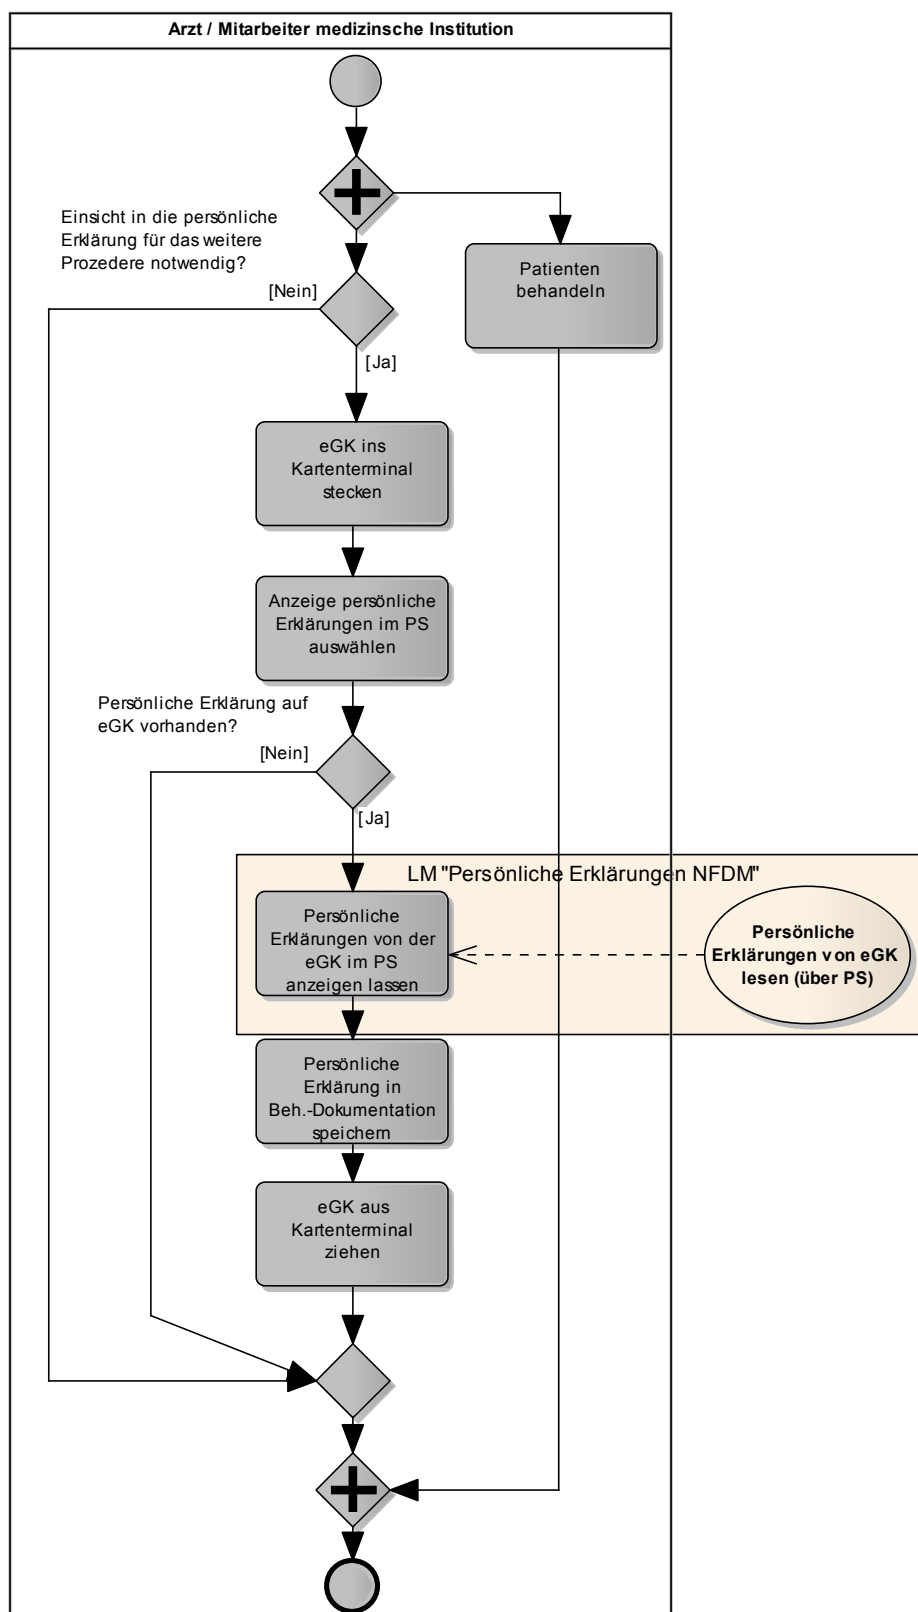 Arzt / Mitarbeiter medizinsche Institution
Einsicht in die persönliche
Erklärung für das weitere
Prozedere notwendig?
Patienten
behandeln
[Nein]
[Ja]
eGK ins
Kartenterminal
stecken
Anzeige persönliche
Erklärungen im PS
auswählen
Persönliche Erklärung auf
eGK vorhanden?
[Nein]
[Ja]
LM "Persönliche Erklärungen NFDM"
Persönliche
Erklärungen von der
eGK im PS
anzeigen lassen
Persönliche
Erklärungen von eGK
lesen (über PS)
Persönliche
Erklärung in
Beh.-Dokumentation
speichern
eGK aus
Kartenterminal
ziehen